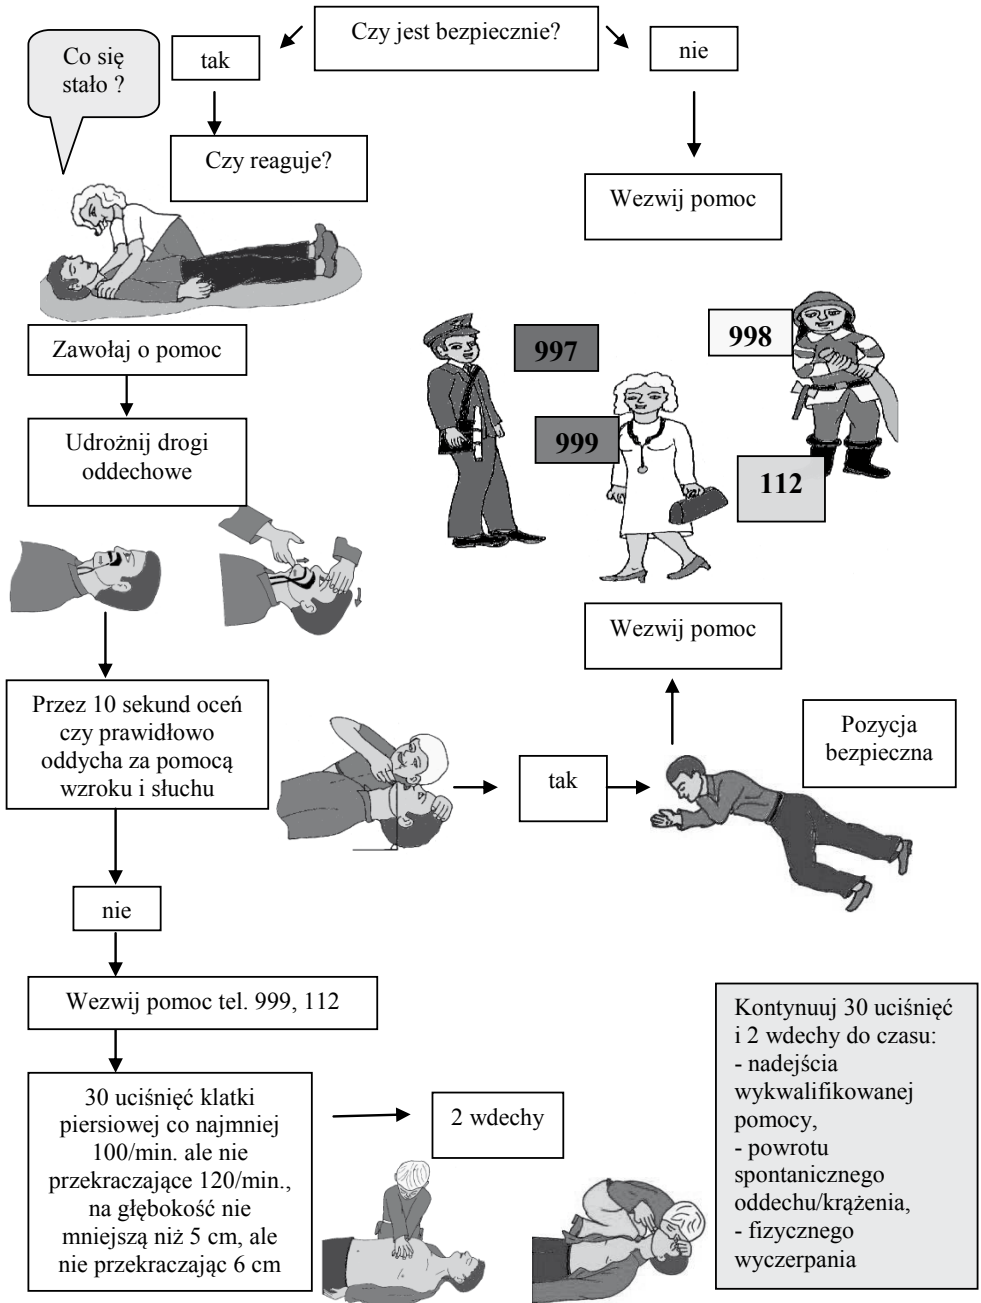 Czy jest bezpiecznie?
tak
nie
Co się
stało ?
Czy reaguje?
Wezwij pomoc
Zawołaj o pomoc
997
998
999
112
Udrożnij drogi
oddechowe
Wezwij pomoc
Przez 10 sekund oceń
czy prawidłowo
oddycha za pomocą
wzroku i słuchu
tak
Pozycja
bezpieczna
nie
Wezwij pomoc tel. 999, 112
30 uciśnięć klatki
piersiowej co najmniej
100/min. ale nie
przekraczające 120/min.,
na głębokość nie
mniejszą niż 5 cm, ale
nie przekraczając 6 cm
2 wdechy
Kontynuuj 30 uciśnięć
i 2 wdechy do czasu:
- nadejścia
wykwalifikowanej
pomocy,
- powrotu
spontanicznego
oddechu/krążenia,
- fizycznego
wyczerpania